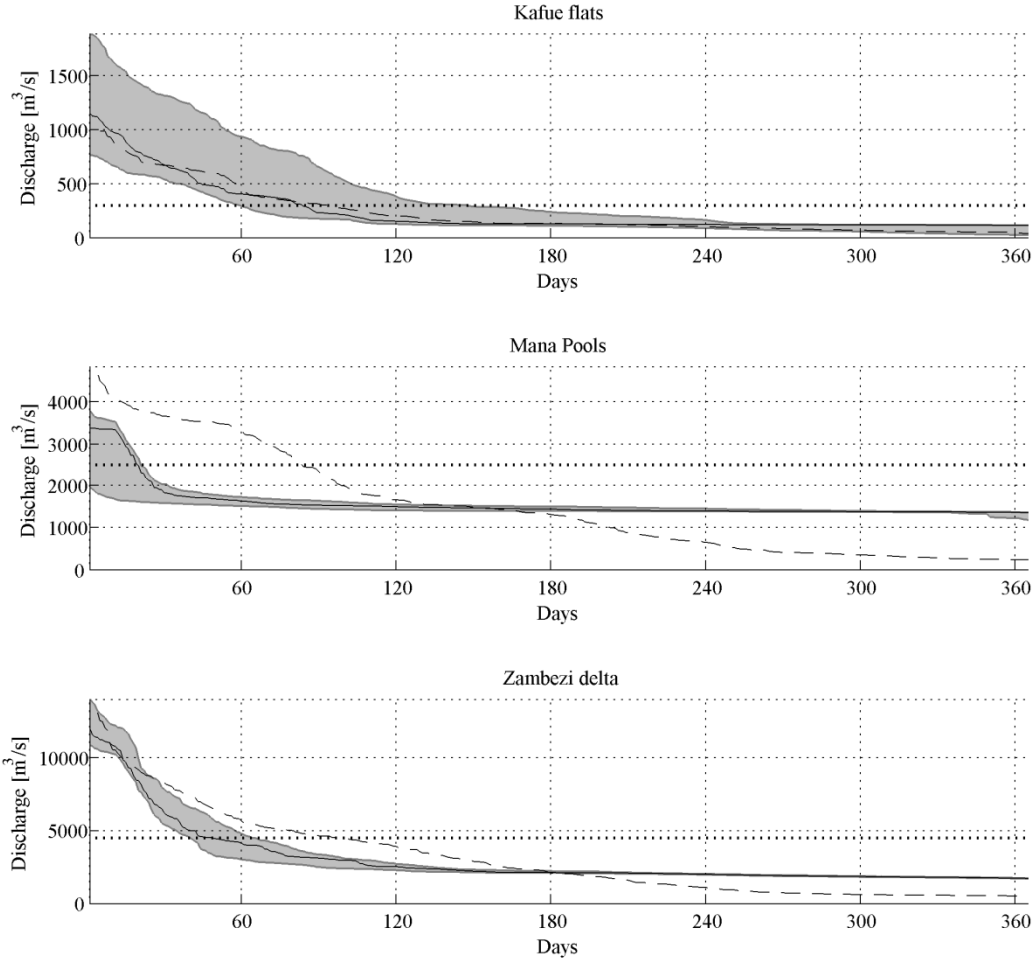 Kafue flats
Discharge [m³/s]
1500
1000
500
0
60 120 180 240 300 360
Days
Mana Pools
Discharge [m³/s]
4000
3000
2000
1000
0
60 120 180 240 300 360
Days
Zambezi delta
Discharge [m³/s]
10000
5000
0
60 120 180 240 300 360
Days